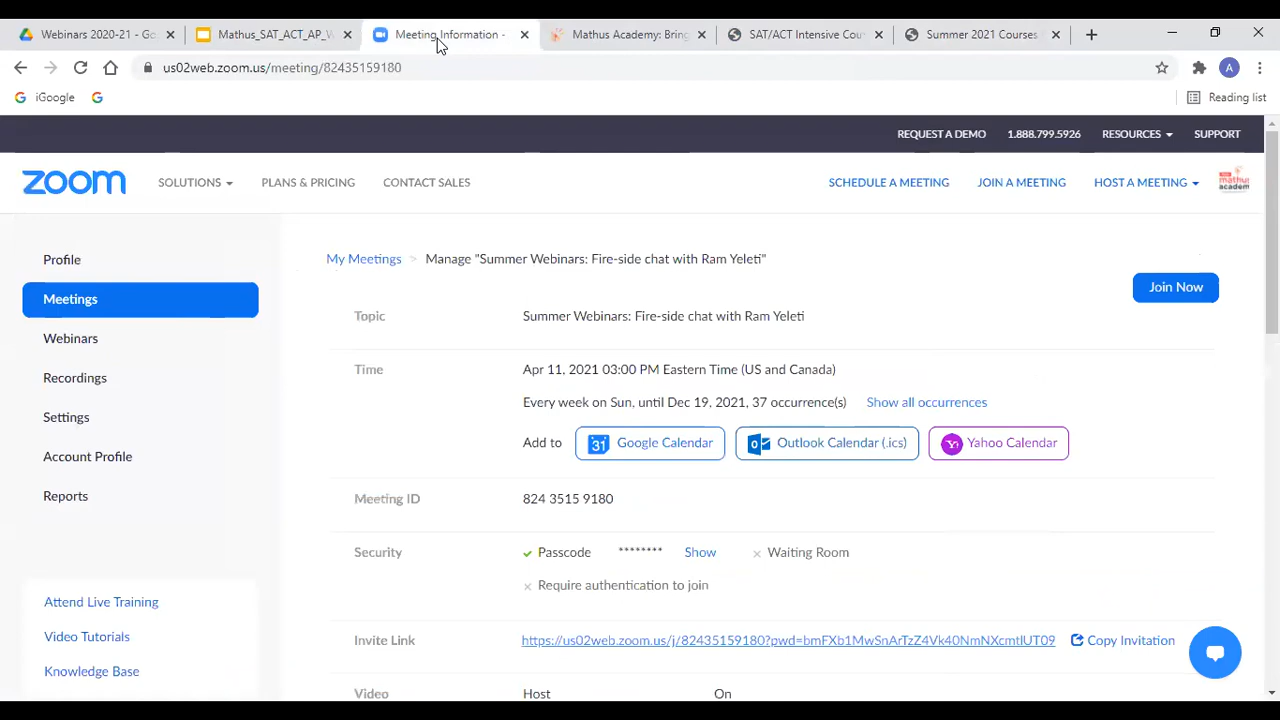 Webinars 2020-21 - Go
Mathus_SAT_ACT_AP_W
Meeting Information -
Mathus Academy: Bring
SAT/ACT Intensive Cou
Summer 2021 Courses
us02web.zoom.us/meeting/82435159180
A
iGoogle
Reading list
REQUEST A DEMO 1.888.799.5926 RESOURCES SUPPORT
zoom SOLUTIONS PLANS & PRICING CONTACT SALES SCHEDULE A MEETING JOIN A MEETING HOST A MEETING
mathus academ
Profile
Meetings
Webinars
Recordings
Settings
Account Profile
Reports
Attend Live Training
Video Tutorials
Knowledge Base
My Meetings > Manage "Summer Webinars: Fire-side chat with Ram Yeleti"
Join Now
Topic Summer Webinars: Fire-side chat with Ram Yeleti
Time Apr 11, 2021 03:00 PM Eastern Time (US and Canada)
Every week on Sun, until Dec 19, 2021, 37 occurrence(s) Show all occurrences
Add to 31 Google Calendar Outlook Calendar (.ics) Yahoo Calendar
Meeting ID 824 3515 9180
Security Passcode ******** Show Waiting Room
Require authentication to join
Invite Link https://us02web.zoom.us/j/82435159180?pwd=bmFXb1MwSnArTzZ4Vk40NmNXcmtlUT09 Copy Invitation
Video Host On